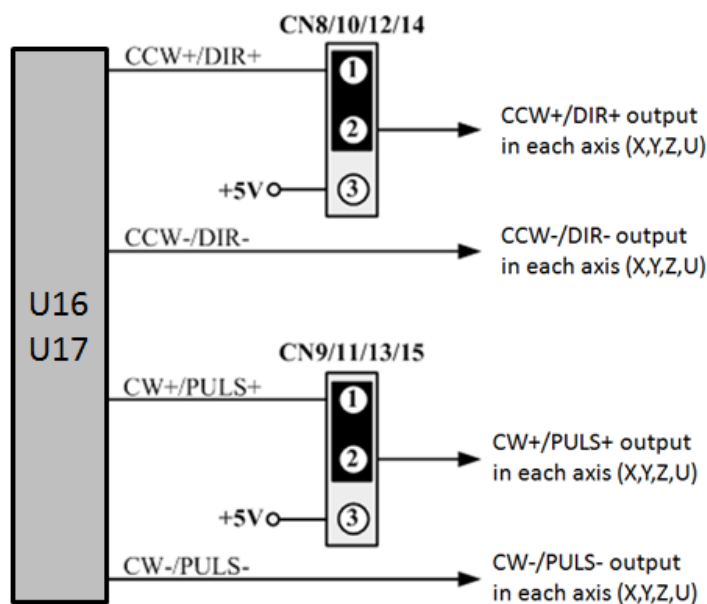 CN8/10/12/14
CCW+/DIR+
1
2
CCW+/DIR+ output
in each axis (X,Y,Z,U)
+5V
3
CCW-/DIR-
CCW-/DIR- output
in each axis (X,Y,Z,U)
U16
U17
CN9/11/13/15
CW+/PULS+
1
2
CW+/PULS+ output
in each axis (X,Y,Z,U)
+5V
3
CW-/PULS-
CW-/PULS- output
in each axis (X,Y,Z,U)